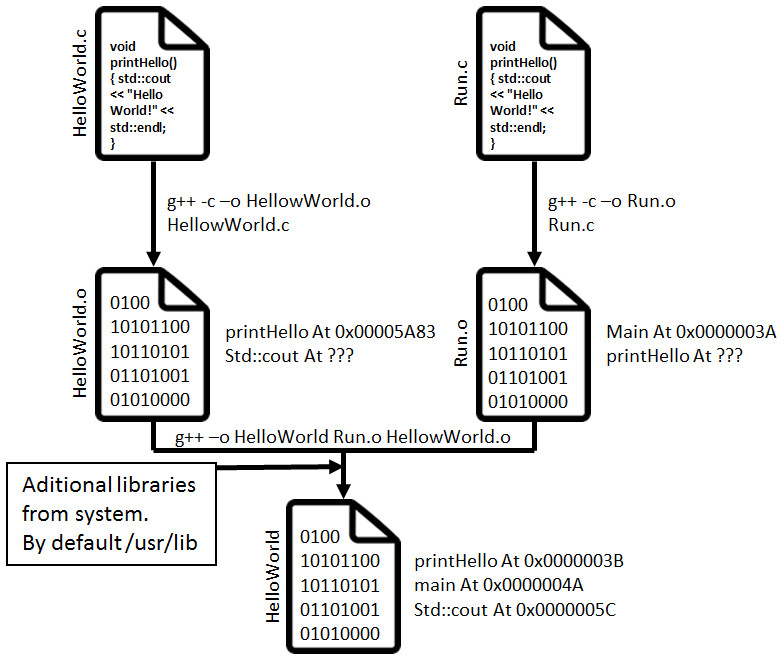 HelloWorld.c
void
printHello()
{ std::cout
<< "Hello
World!" <<
std::endl;
}
Run.c
void
printHello()
{ std::cout
<< "Hello
World!" <<
std::endl;
}
g++ -c –o HellowWorld.o
HellowWorld.c
g++ -c –o Run.o
Run.c
HelloWorld.o
0100
10101100
10110101
01101001
01010000
printHello At 0x00005A83
Std::cout At ???
Run.o
0100
10101100
10110101
01101001
01010000
Main At 0x0000003A
printHello At ???
g++ –o HelloWorld Run.o HellowWorld.o
Aditional libraries
from system.
By default /usr/lib
HelloWorld
0100
10101100
10110101
01101001
01010000
printHello At 0x0000003B
main At 0x0000004A
Std::cout At 0x0000005C